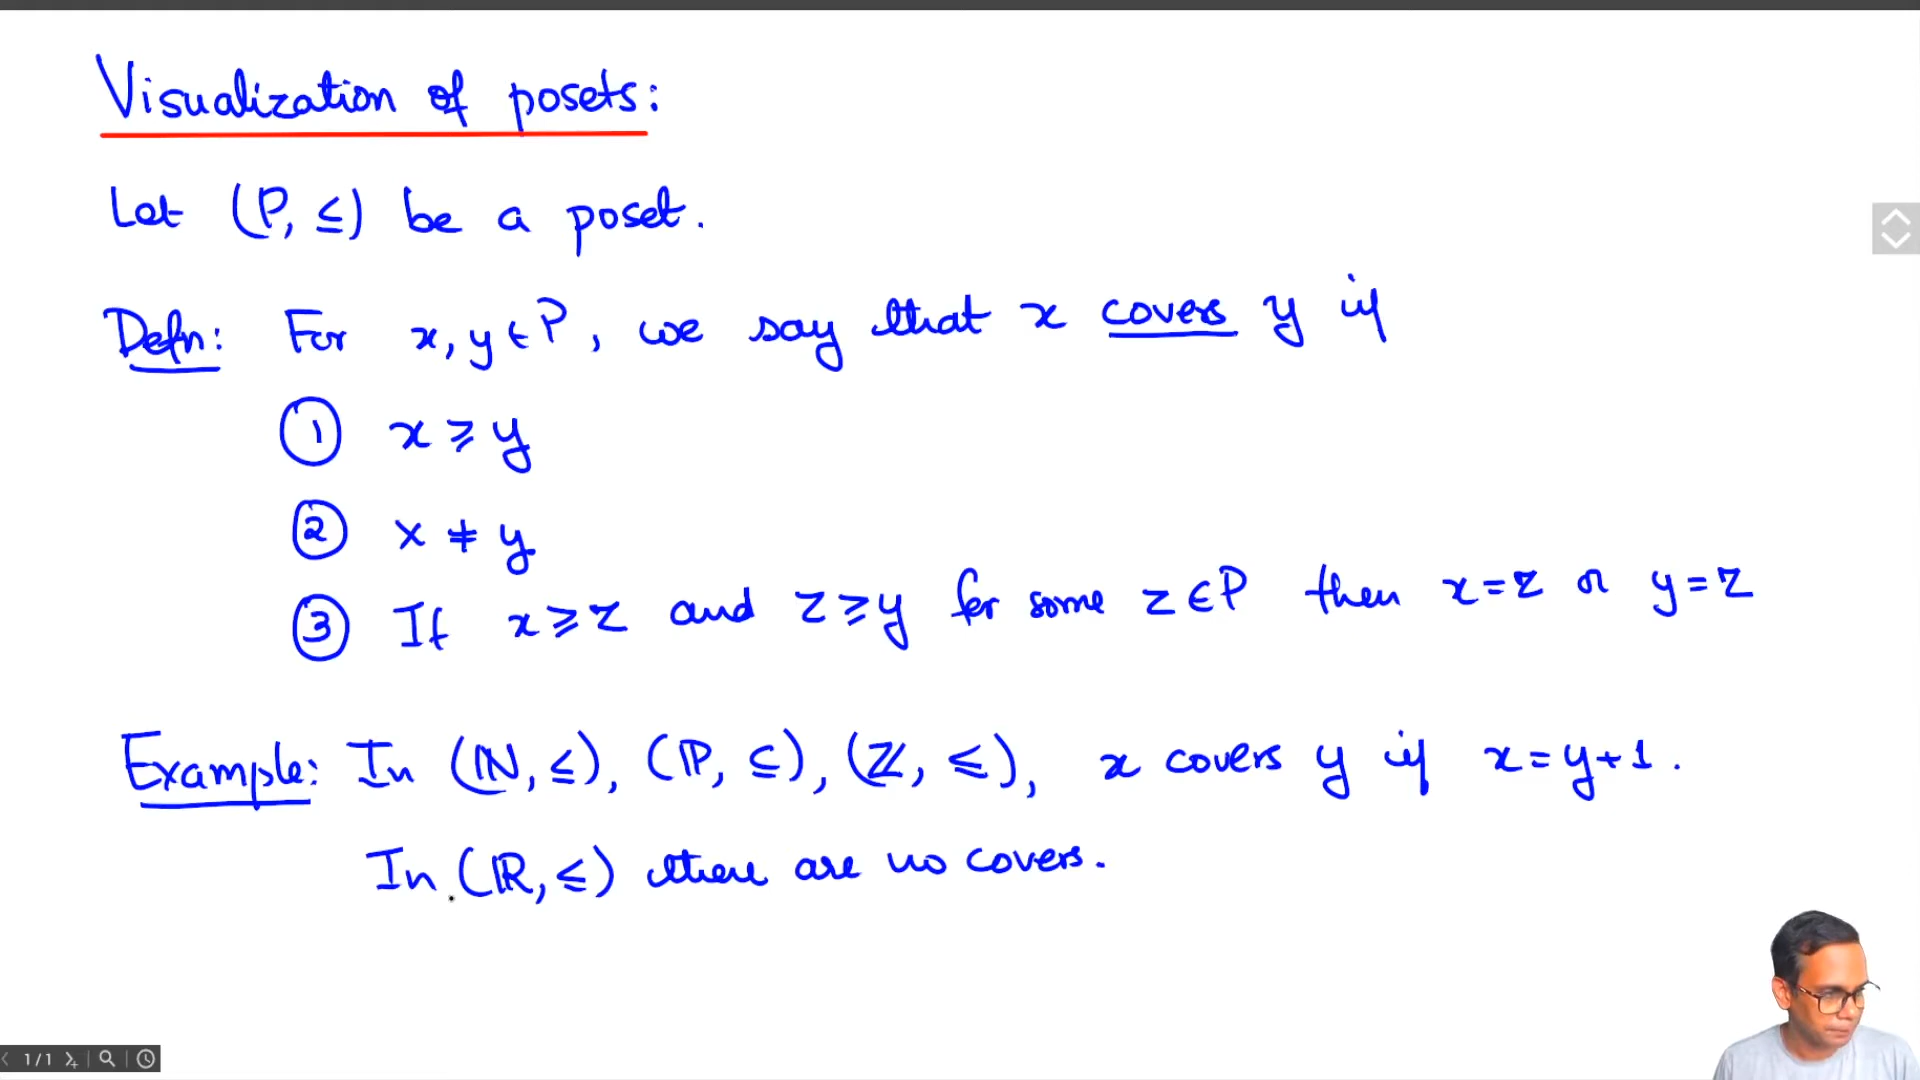 Visualization of posets:
Let (P, ≤) be a poset.
Defn: For x, y ∈ P, we say that x covers y if
① x ⩾ y
② x ≠ y
③ If x ⩾ z and z ⩾ y for some z ∈ P then x = z or y = z
Example: In (ℕ, ≤), (ℙ, ≤), (ℤ, ⩽), x covers y if x = y + 1.
In (ℝ, ⩽) there are no covers.
1/1